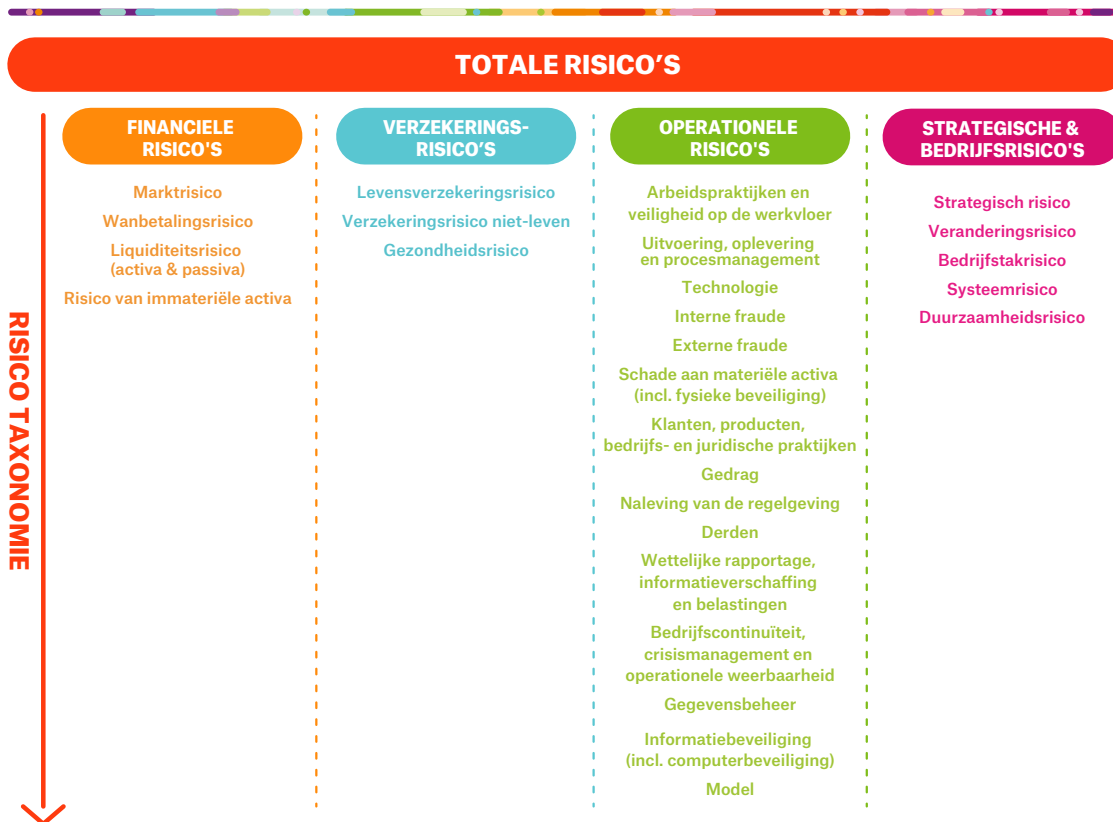 TOTALE RISICO'S
RISICO TAXONOMIE
FINANCIELE
RISICO'S
Marktrisico
Wanbetalingsrisico
Liquiditeitsrisico
(activa & passiva)
Risico van immateriële activa
VERZEKERINGS-
RISICO'S
Levensverzekeringsrisico
Verzekeringsrisico niet-leven
Gezondheidsrisico
OPERATIONELE
RISICO'S
Arbeidspraktijken en
veiligheid op de werkvloer
Uitvoering, oplevering
en procesmanagement
Technologie
Interne fraude
Externe fraude
Schade aan materiële activa
(incl. fysieke beveiliging)
Klanten, producten,
bedrijfs- en juridische praktijken
Gedrag
Naleving van de regelgeving
Derden
Wettelijke rapportage,
informatieverschaffing
en belastingen
Bedrijfscontinuïteit,
crisismanagement en
operationele weerbaarheid
Gegevensbeheer
Informatiebeveiliging
(incl. computerbeveiliging)
Model
STRATEGISCHE &
BEDRIJFSRISICO'S
Strategisch risico
Veranderingsrisico
Bedrijfstakrisico
Systeemrisico
Duurzaamheidsrisico